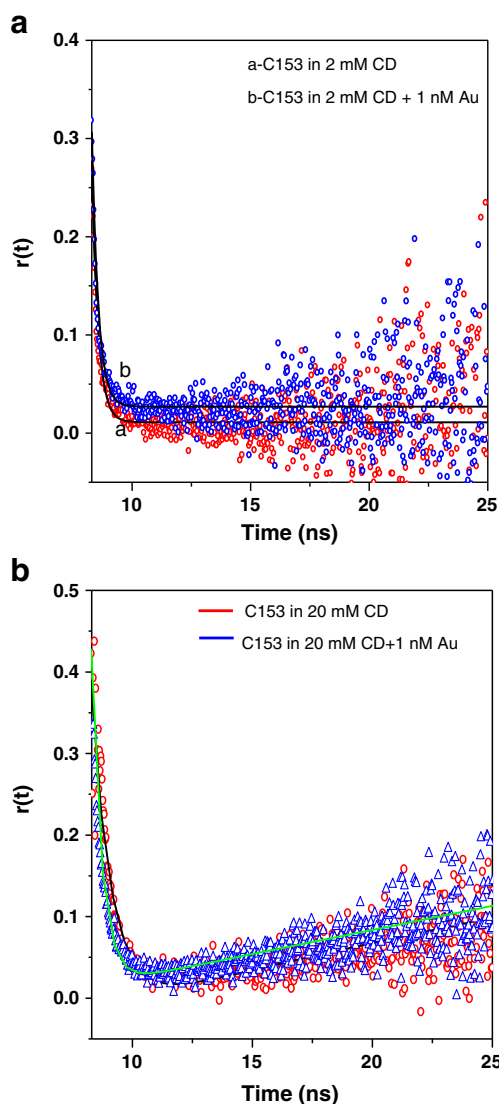 a
0.4
a-C153 in 2 mM CD
b-C153 in 2 mM CD + 1 nM Au
0.3
0.2
r(t)
0.1
b
0.0
a
10 15 20 25
Time (ns)
b
0.5
C153 in 20 mM CD
C153 in 20 mM CD+1 nM Au
0.4
0.3
r(t)
0.2
0.1
0.0
10 15 20 25
Time (ns)